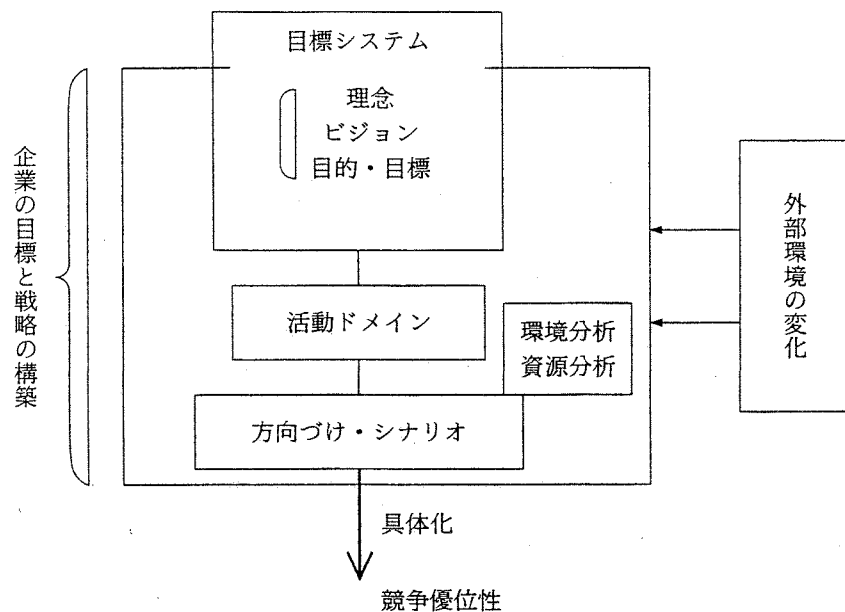 目標システム
理念
ビジョン
目的・目標
企業の目標と戦略の構築
外部環境の変化
活動ドメイン
環境分析
資源分析
方向づけ・シナリオ
具体化
競争優位性